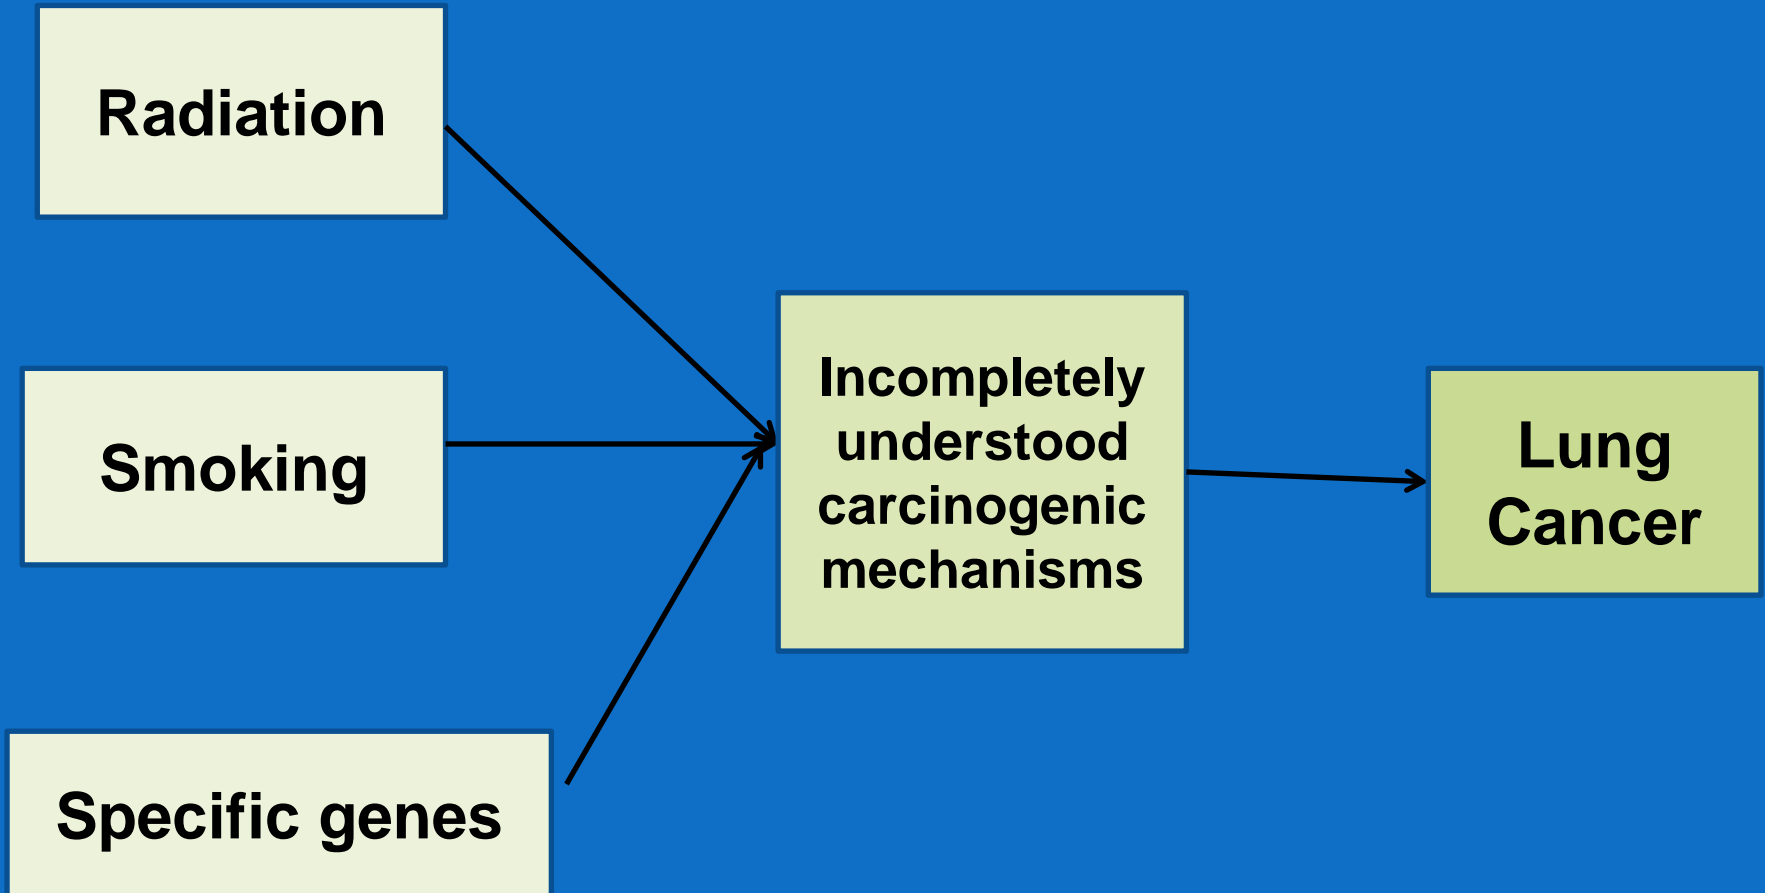 Radiation
Smoking
Specific genes
Incompletely
understood
carcinogenic
mechanisms
Lung
Cancer